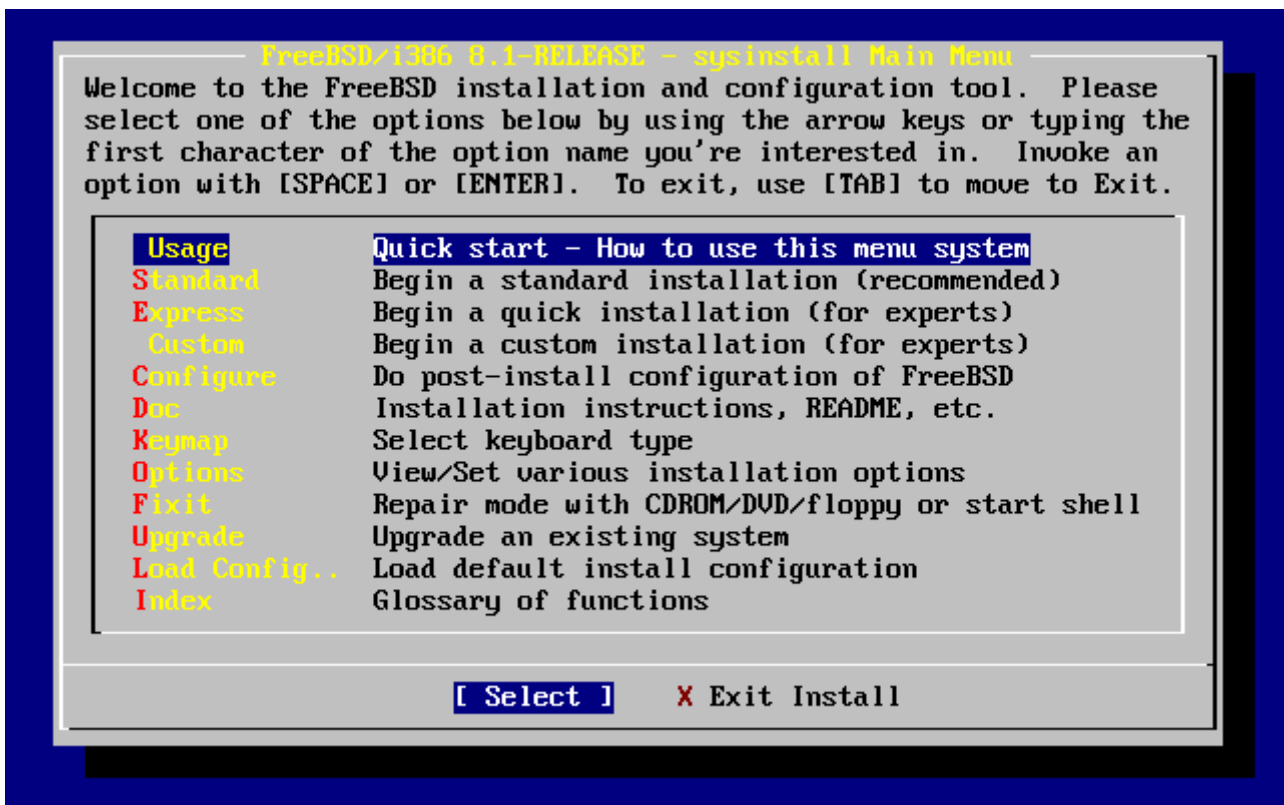 FreeBSD/i386 8.1-RELEASE - sysinstall Main Menu
Welcome to the FreeBSD installation and configuration tool.  Please
select one of the options below by using the arrow keys or typing the
first character of the option name you're interested in.  Invoke an
option with [SPACE] or [ENTER].  To exit, use [TAB] to move to Exit.
Usage Quick start - How to use this menu system
Standard Begin a standard installation (recommended)
Express Begin a quick installation (for experts)
Custom Begin a custom installation (for experts)
Configure Do post-install configuration of FreeBSD
Doc Installation instructions, README, etc.
Keymap Select keyboard type
Options View/Set various installation options
Fixit Repair mode with CDROM/DVD/floppy or start shell
Upgrade Upgrade an existing system
Load Config.. Load default install configuration
Index Glossary of functions
[ Select ] X Exit Install